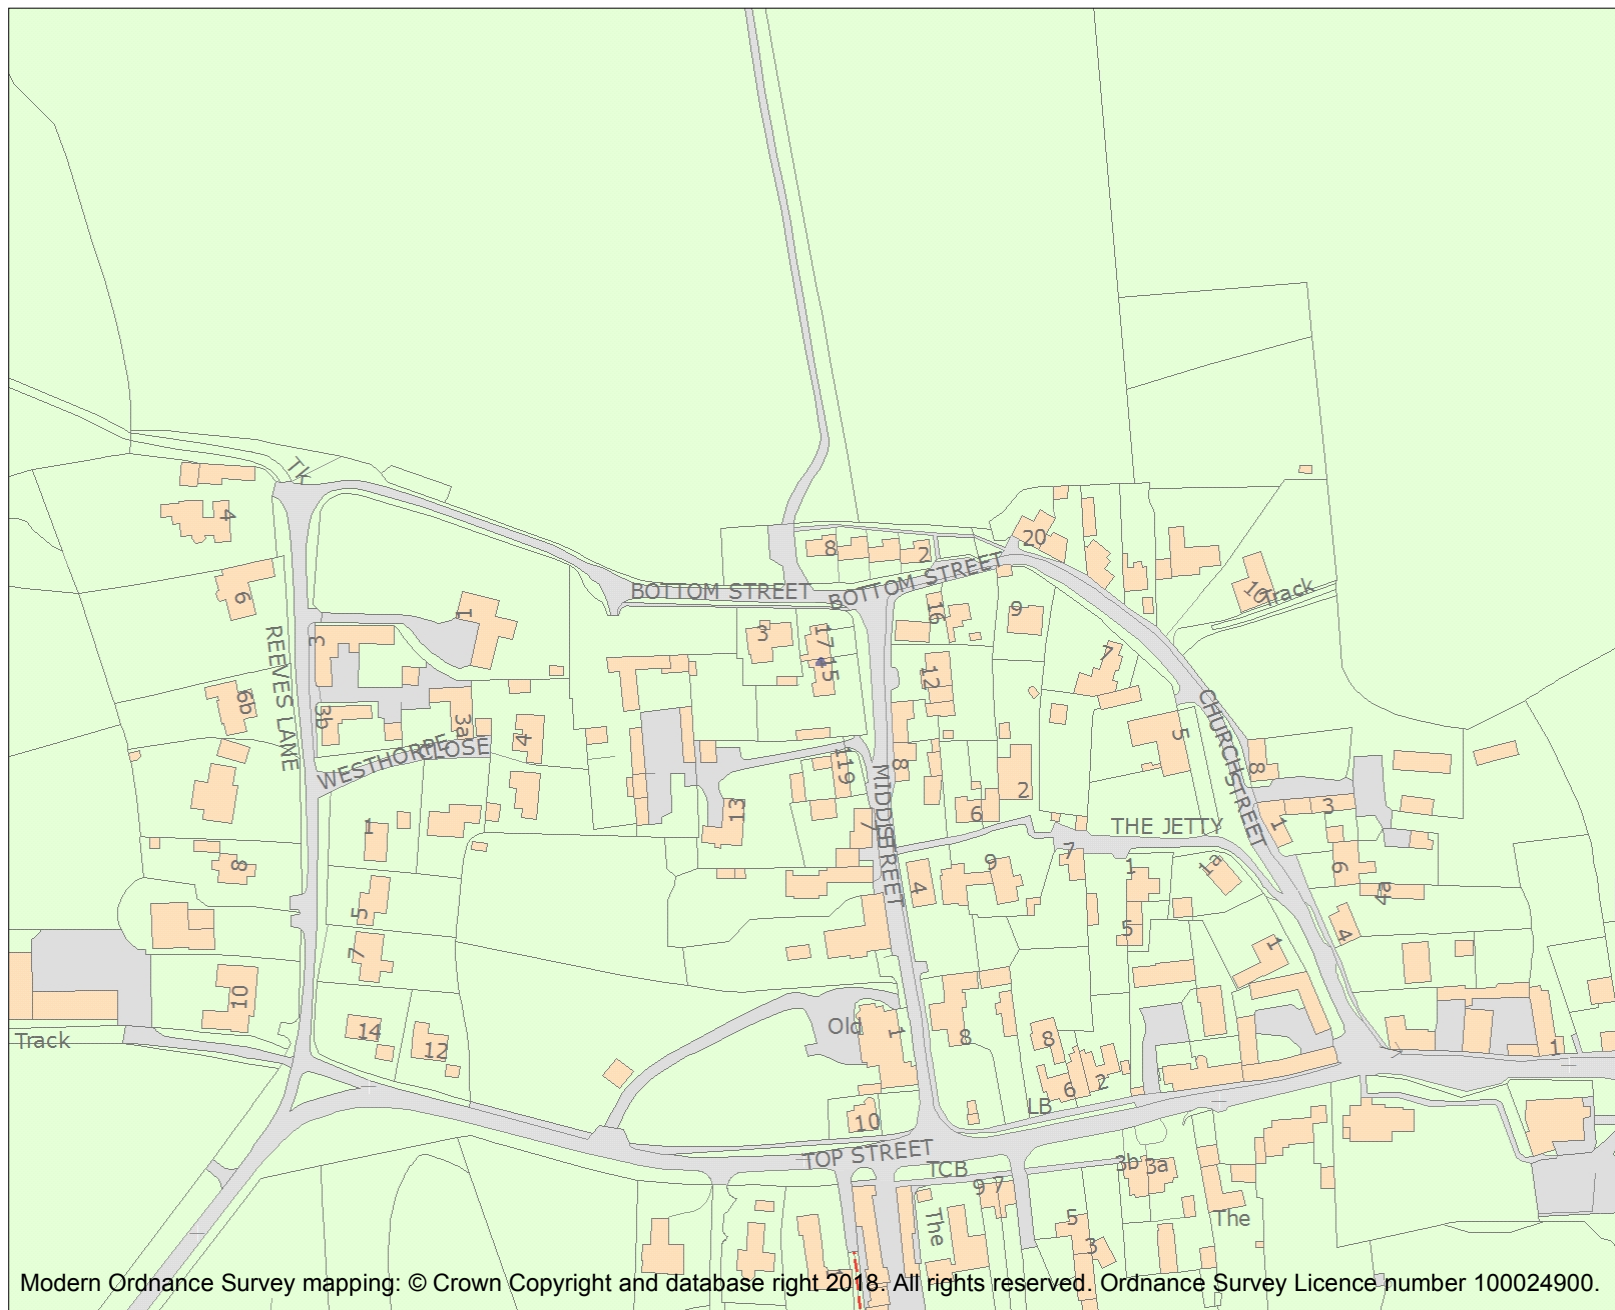 Tk
4
20
8
2
BOTTOM STREET
BOTTOM STREET
6
1
16
9
10
Track
3
3
17
15
7
REEVES LANE
12
6b
3b
3a
4
5
CHURCH STREET
WESTHORPE CLOSE
8
119
8
2
MIDDLE STREET
13
6
3
1
7
THE JETTY
1
8
9
7
1
1a
6
4
4a
5
7
5
4
1
10
Old
1
14
12
8
8
Track
1
6
2
10
LB
TOP STREET
TCB
3b
3a
9
7
The
5
The
3
Modern Ordnance Survey mapping: © Crown Copyright and database right 2018. All rights reserved. Ordnance Survey Licence number 100024900.